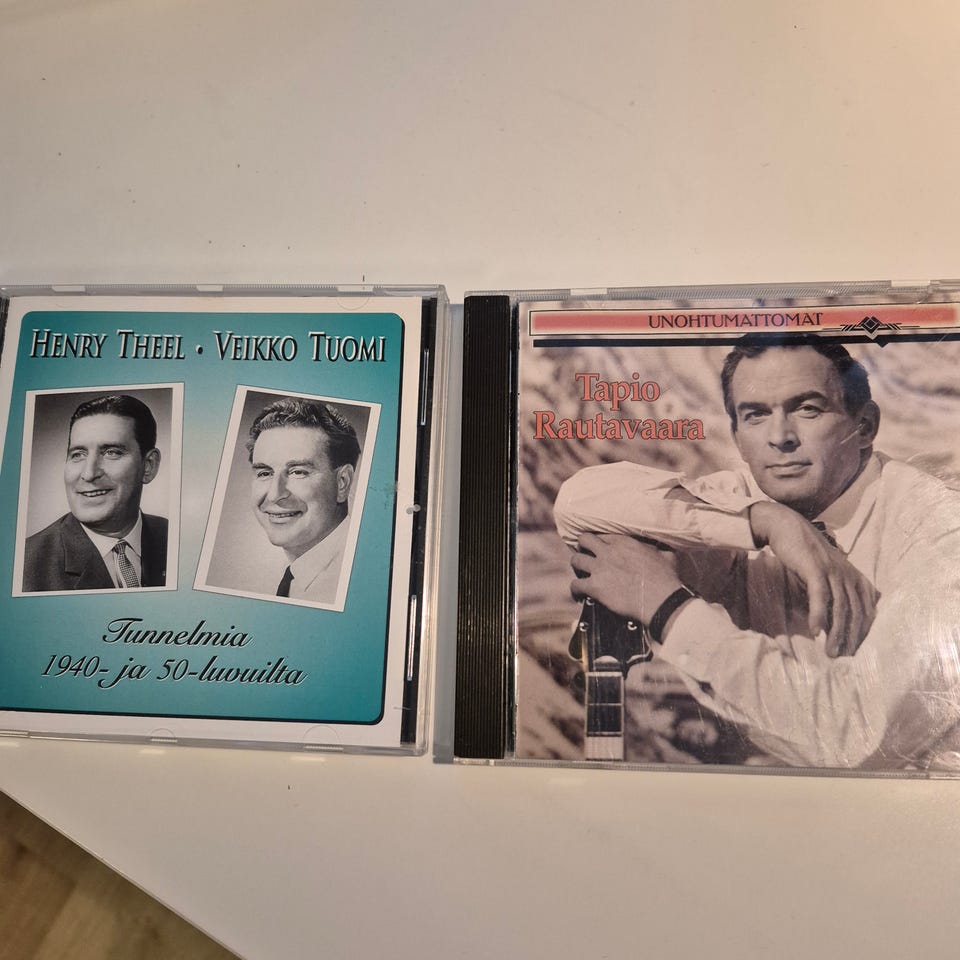 HENRY THEEL · VEIKKO TUOMI
Tunnelmia
1940- ja 50-luvuilta
UNOHTUMATTOMAT
Tapio
Rautavaara